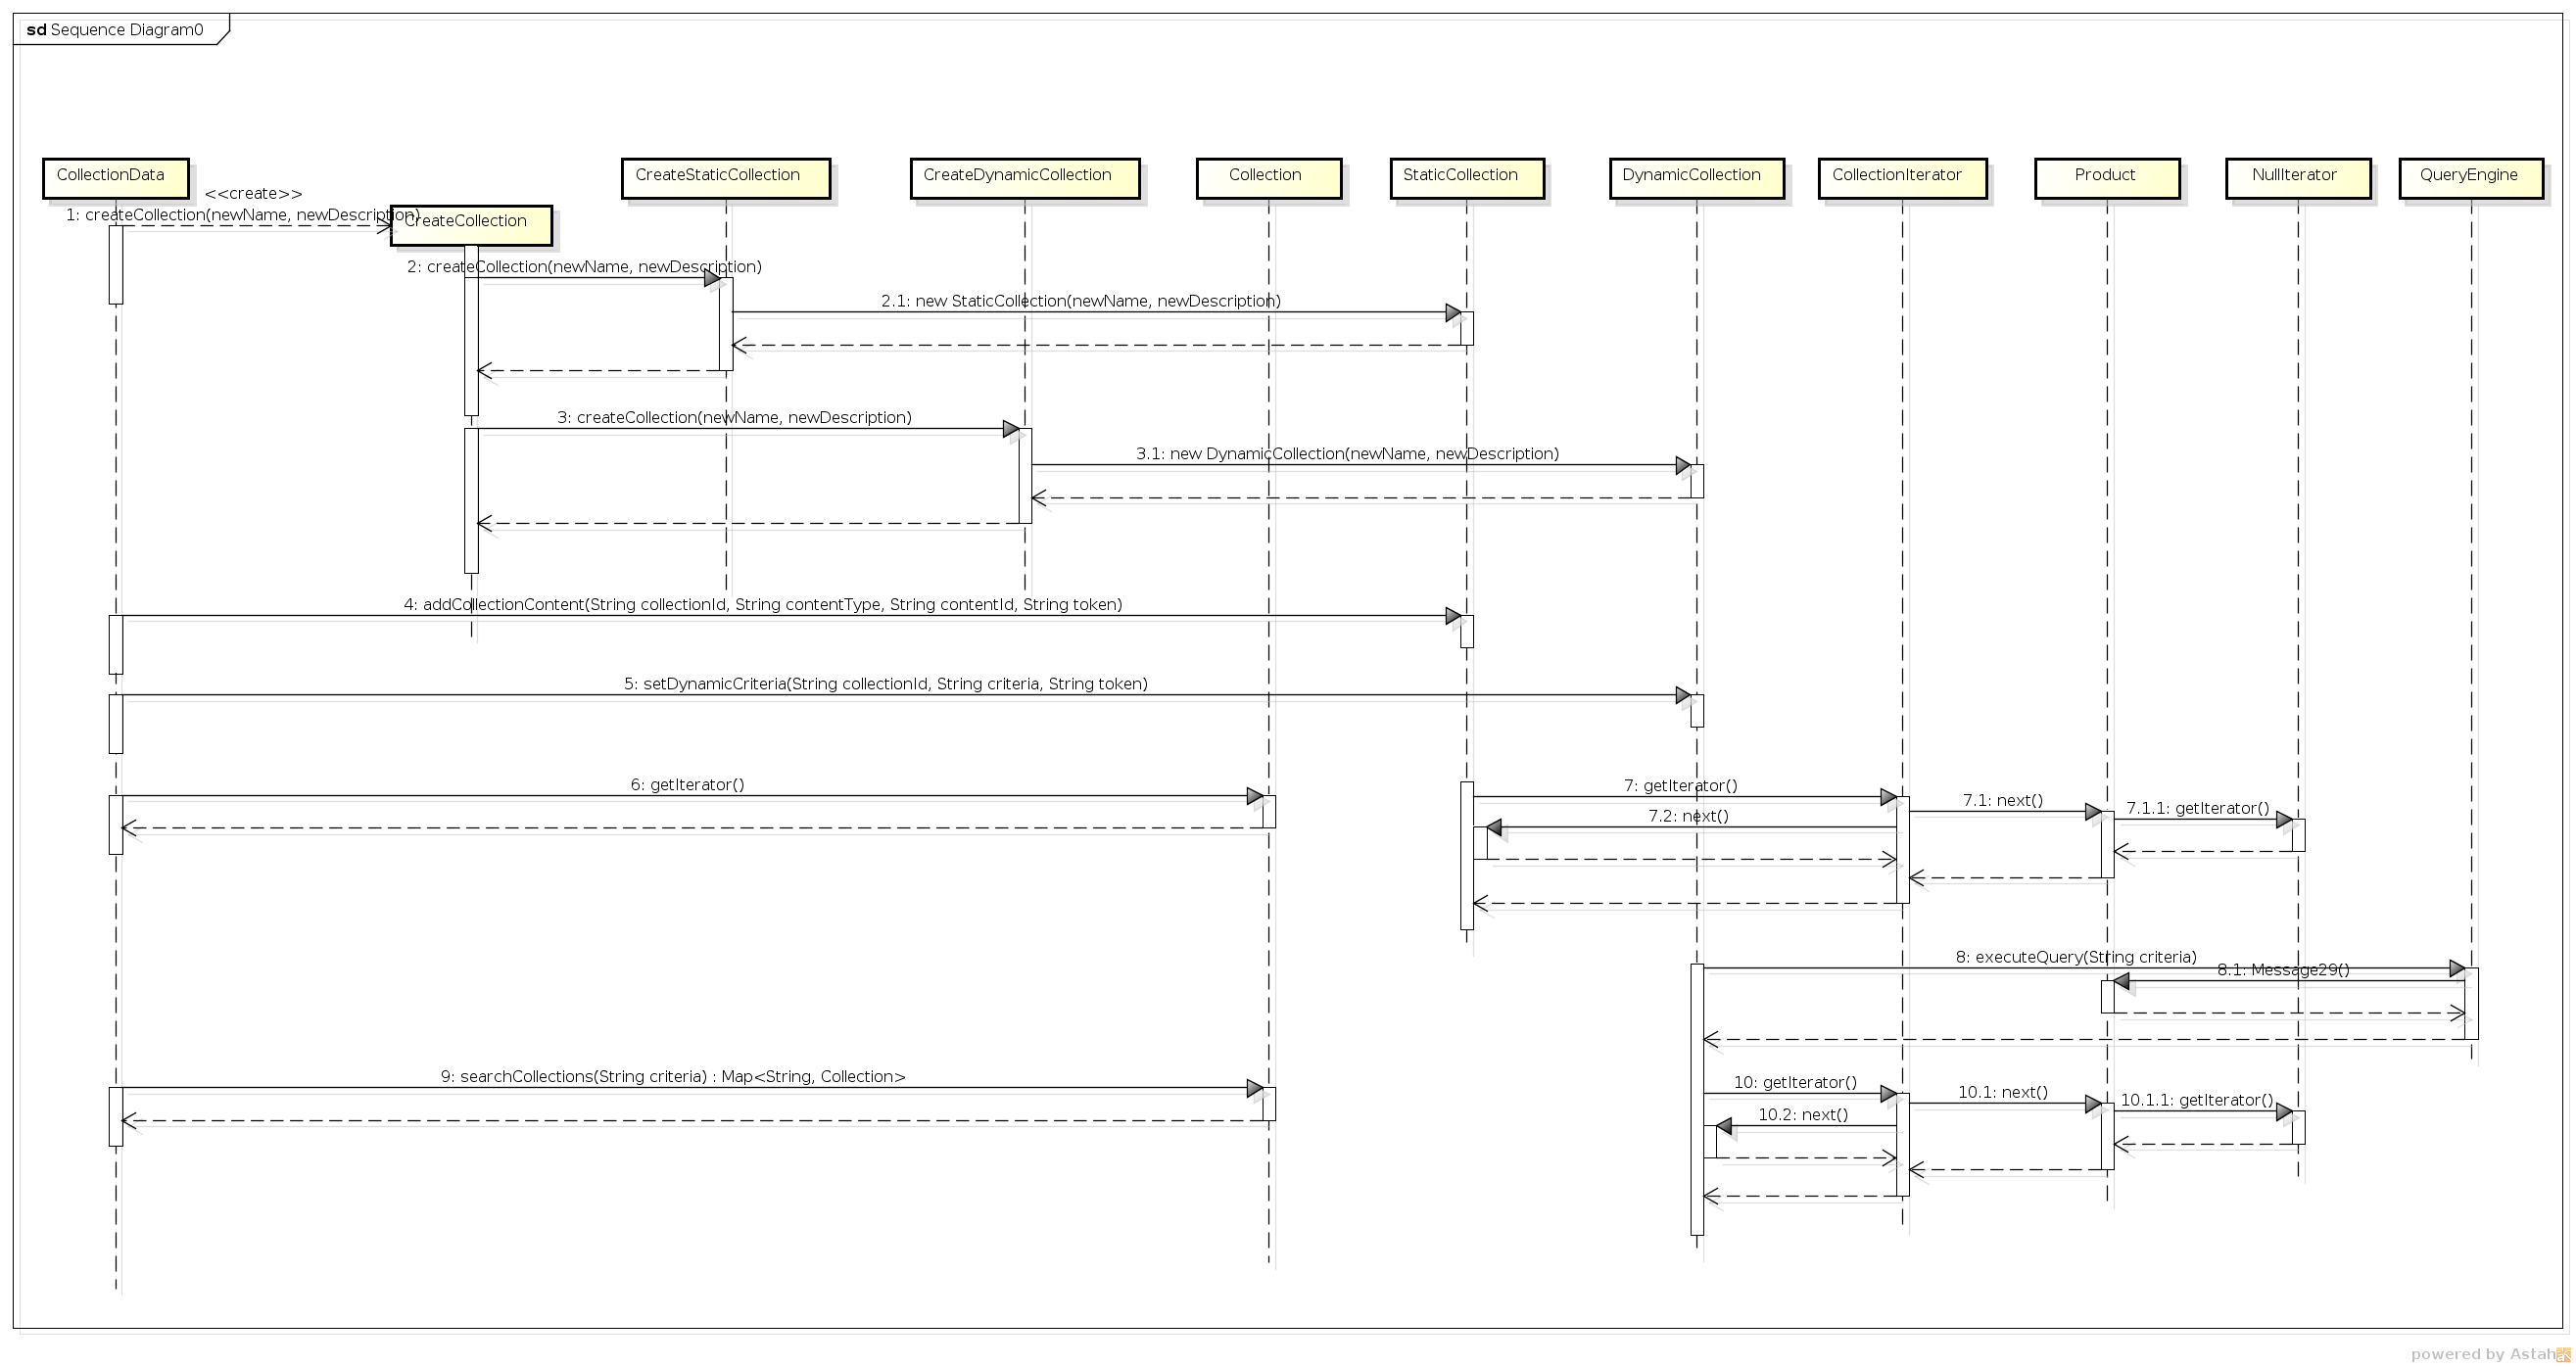 sd Sequence Diagram0
CollectionData
CreateStaticCollection
CreateDynamicCollection
Collection
StaticCollection
DynamicCollection
CollectionIterator
Product
NullIterator
QueryEngine
<<create>>
1: createCollection(newName, newDescription)
CreateCollection
2: createCollection(newName, newDescription)
2.1: new StaticCollection(newName, newDescription)
3: createCollection(newName, newDescription)
3.1: new DynamicCollection(newName, newDescription)
4: addCollectionContent(String collectionId, String contentType, String contentId, String token)
5: setDynamicCriteria(String collectionId, String criteria, String token)
6: getIterator()
7: getIterator()
7.1: next()
7.1.1: getIterator()
7.2: next()
8: executeQuery(String criteria)
8.1: Message29()
9: searchCollections(String criteria) : Map<String, Collection>
10: getIterator()
10.1: next()
10.1.1: getIterator()
10.2: next()
powered by Astah